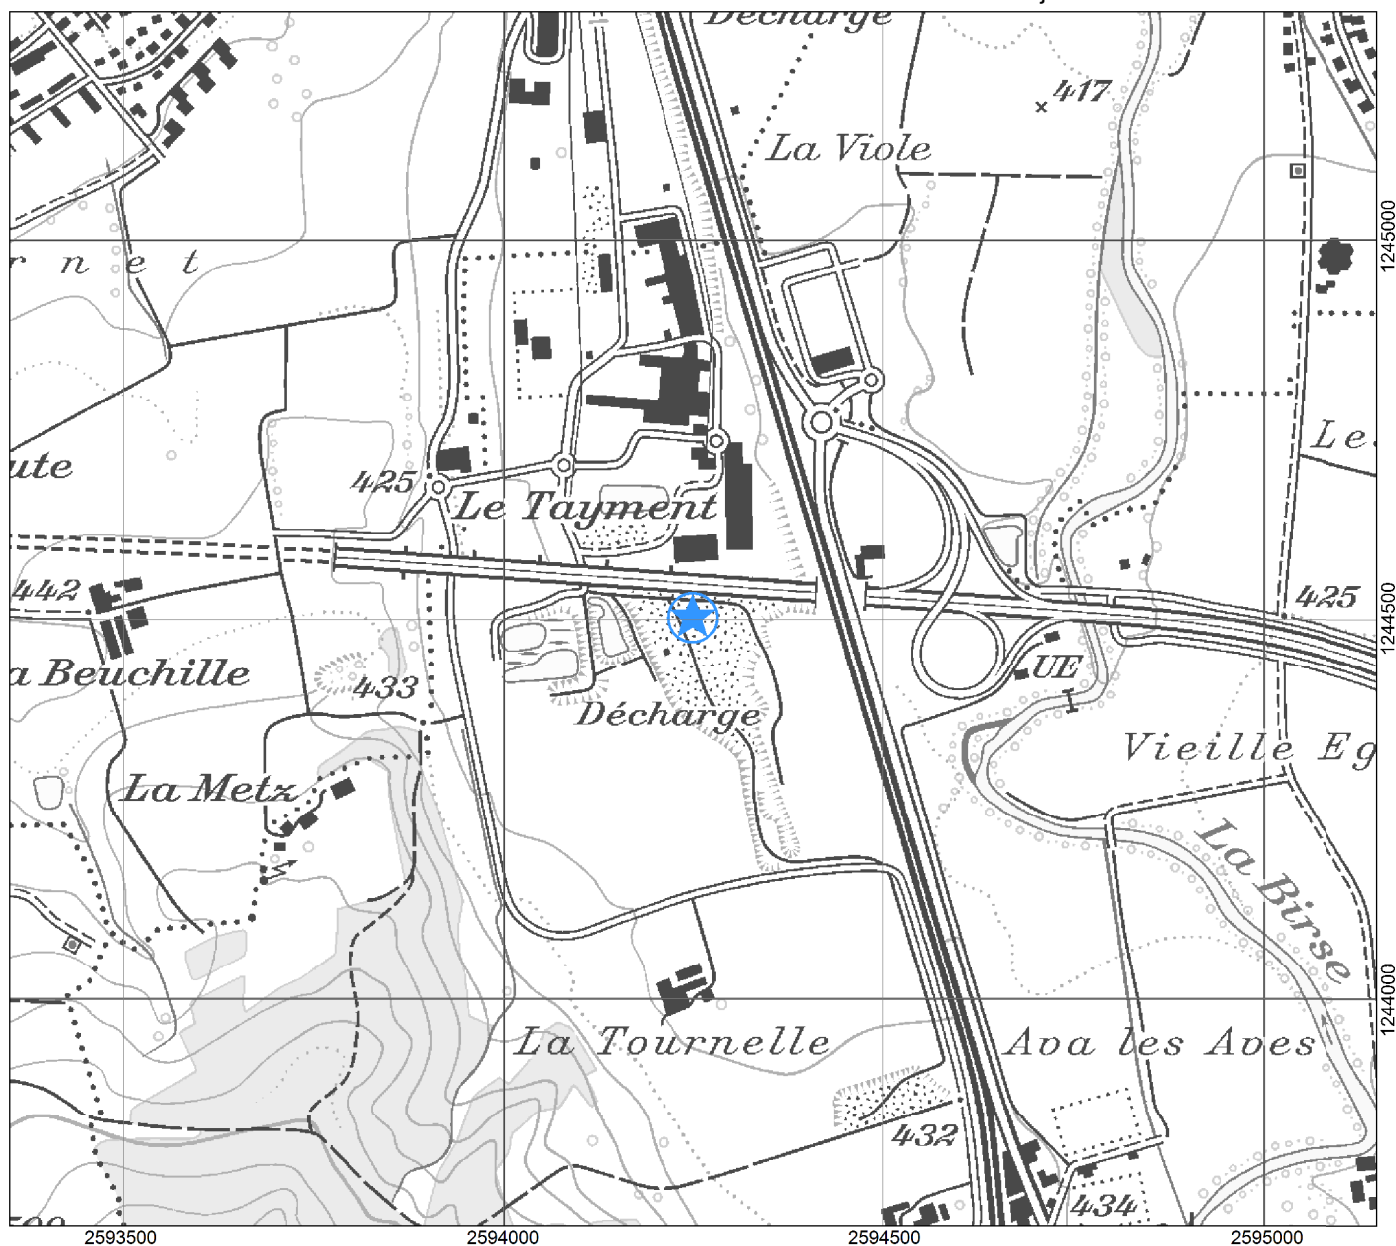 Décharge
417
La Viole
1245000
r n e t
Le
ute
425
Le Tayment
442
425
1244500
a Beuchille
433
UE
Décharge
Vieille Eg
La Metz
La Birse
1244000
La Tournelle
Ava les Aves
432
434
2593500
2594000
2594500
2595000